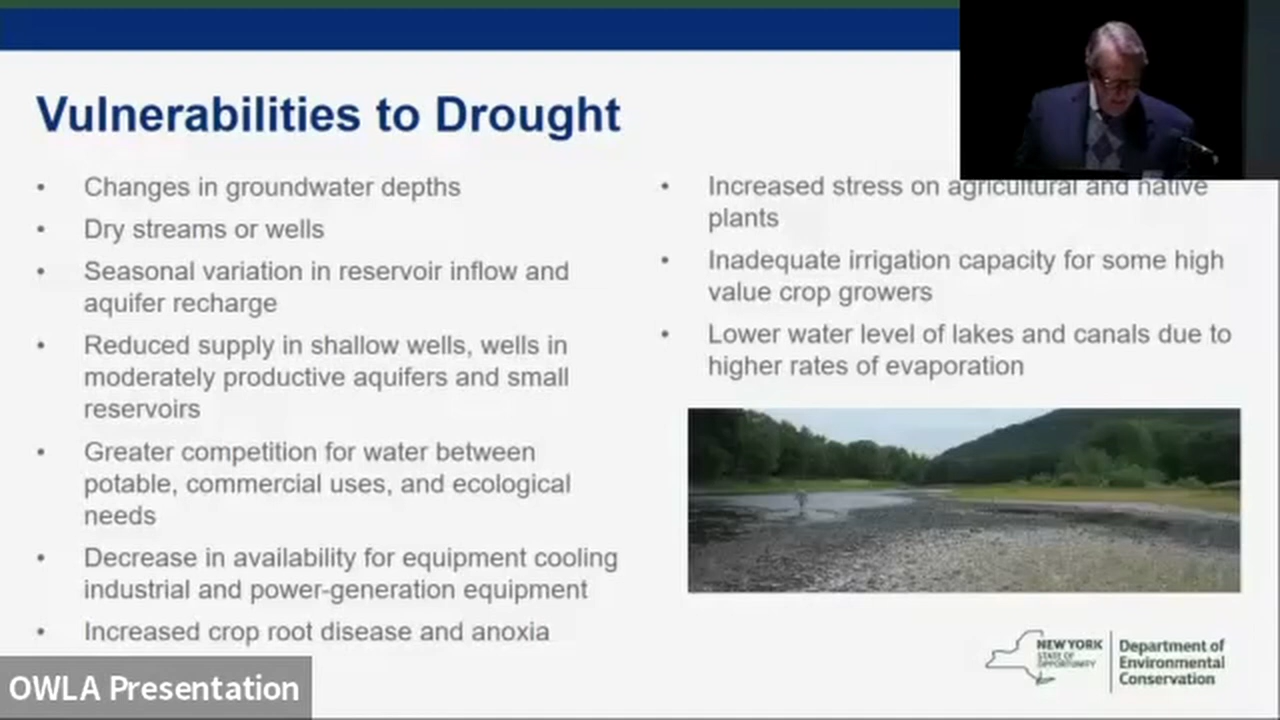 Vulnerabilities to Drought
• Changes in groundwater depths
• Dry streams or wells
• Seasonal variation in reservoir inflow and
aquifer recharge
• Reduced supply in shallow wells, wells in
moderately productive aquifers and small
reservoirs
• Greater competition for water between
potable, commercial uses, and ecological
needs
• Decrease in availability for equipment cooling
industrial and power-generation equipment
• Increased crop root disease and anoxia
• Increased stress on agricultural and native
plants
• Inadequate irrigation capacity for some high
value crop growers
• Lower water level of lakes and canals due to
higher rates of evaporation
NEW YORK
STATE OF
OPPORTUNITY
Department of
Environmental
Conservation
OWLA Presentation